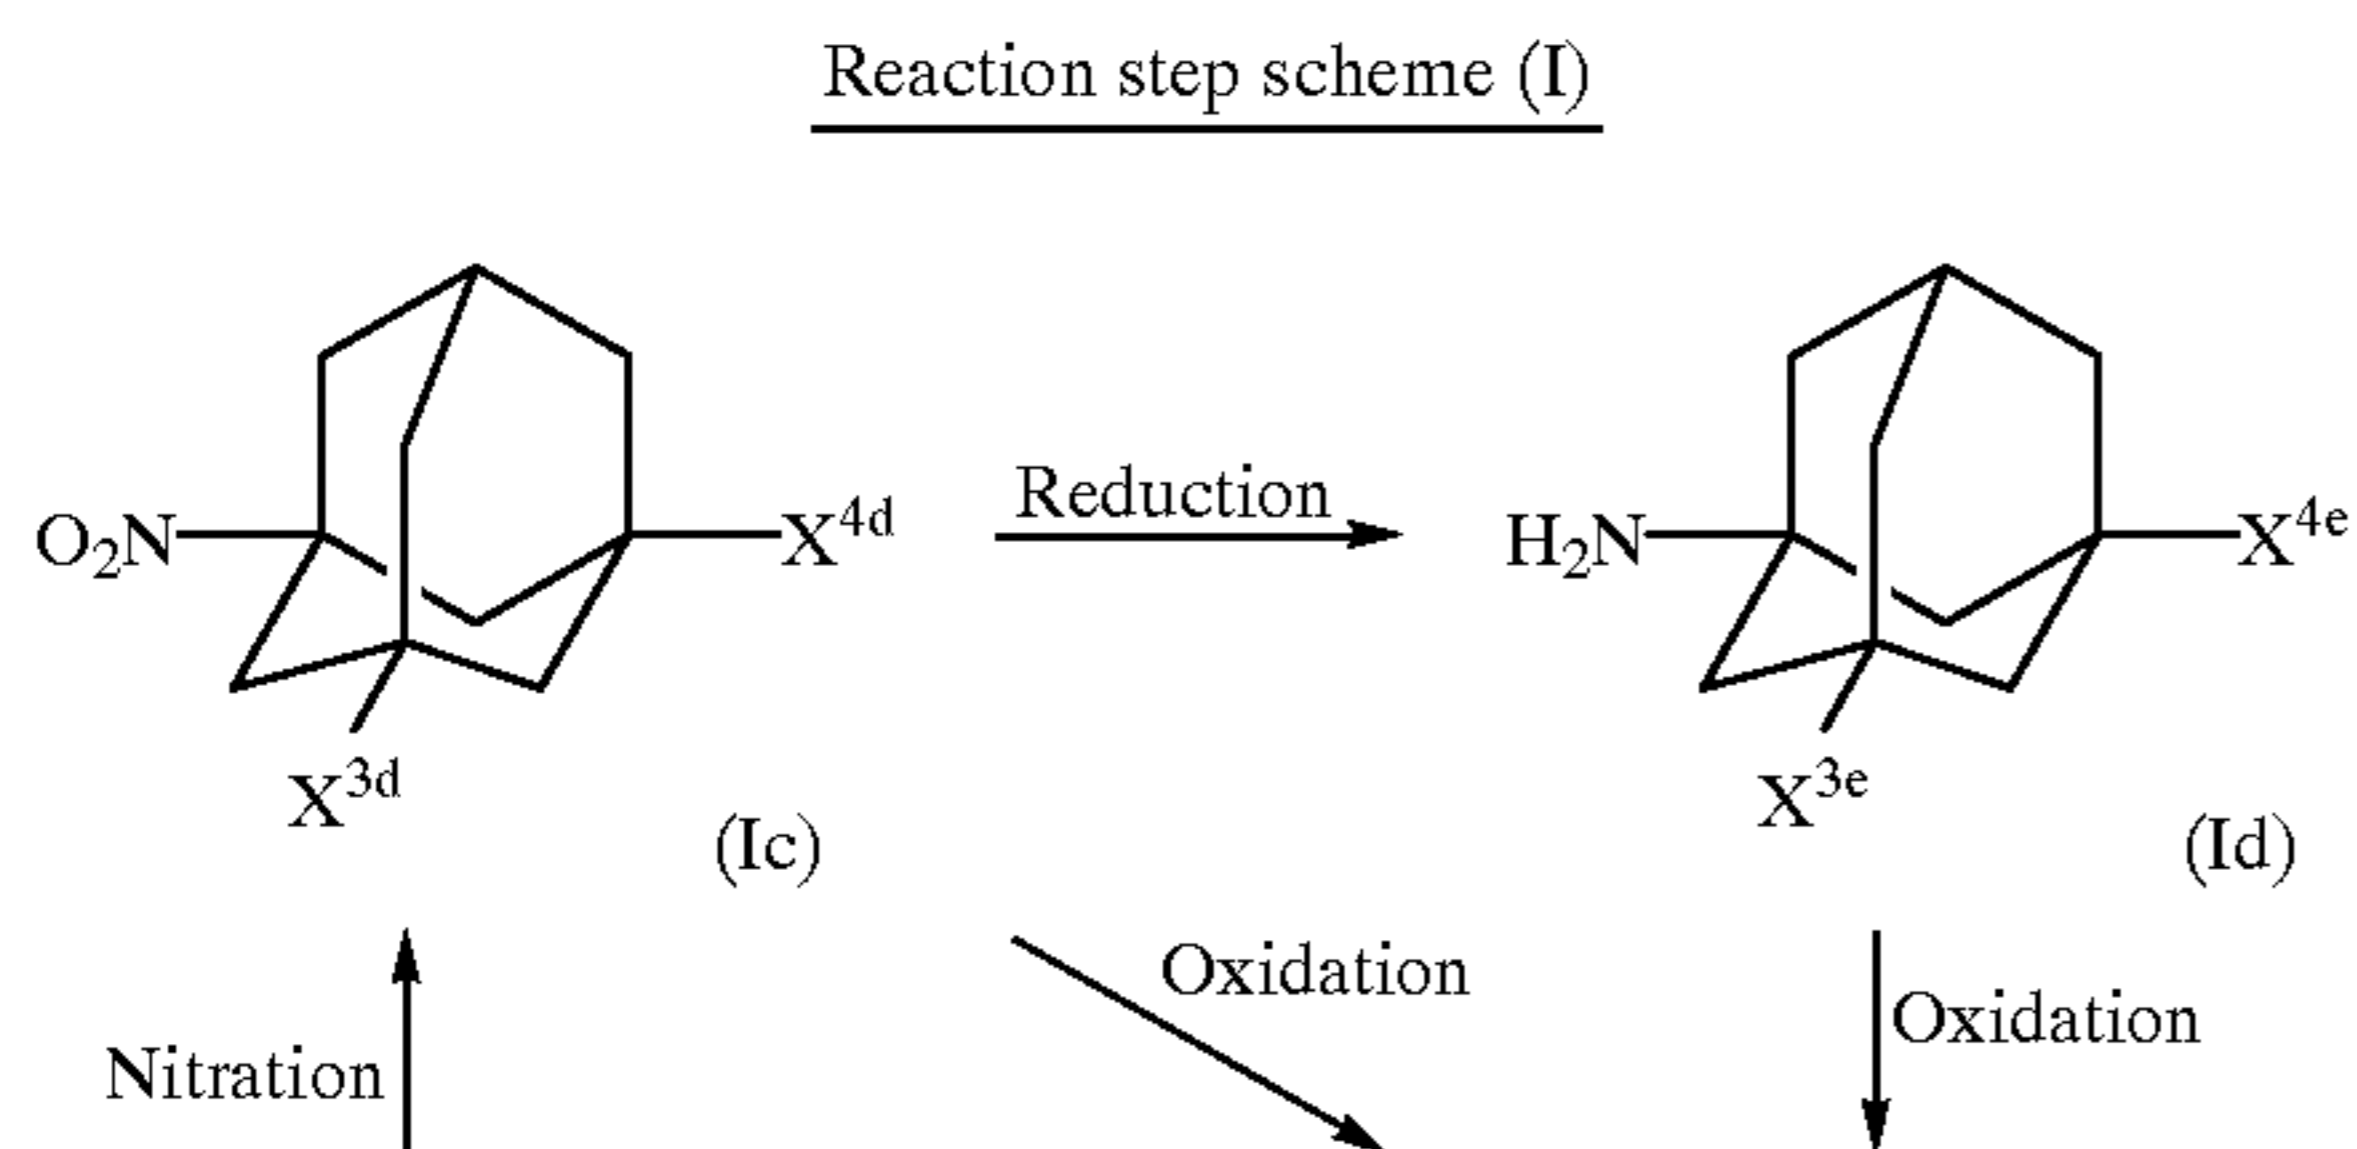 Reaction step scheme (I)
O₂N
X⁴ᵈ
Reduction
H₂N
X⁴ᵉ
X³ᵈ
X³ᵉ
(Ic)
(Id)
Oxidation
Oxidation
Nitration